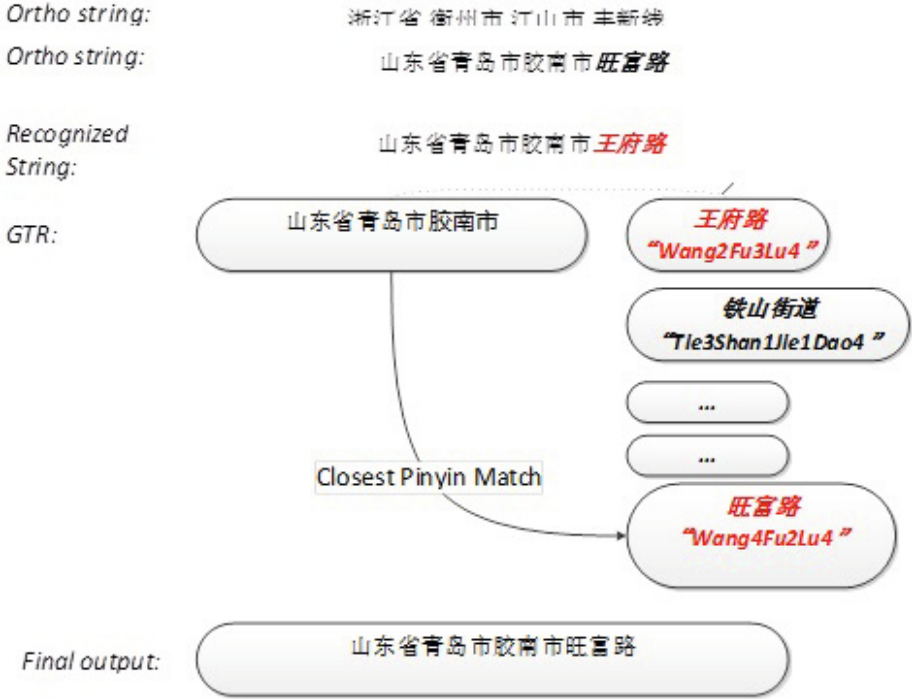 Ortho string: 浙江省 衢州市 江山市 丰新线
Ortho string: 山东省青岛市胶南市旺富路
Recognized String: 山东省青岛市胶南市王府路
GTR: 山东省青岛市胶南市
王府路
“Wang2Fu3Lu4 ”
铁山街道
“Tie3Shan1Jie1Dao4 ”
...
...
Closest Pinyin Match
旺富路
“Wang4Fu2Lu4 ”
Final output: 山东省青岛市胶南市旺富路